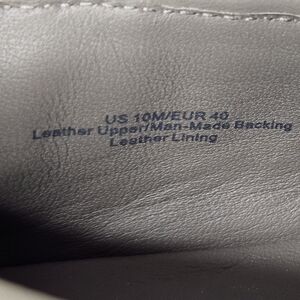 US 10M/EUR 40
Leather Upper/Man-Made Backing
Leather Lining